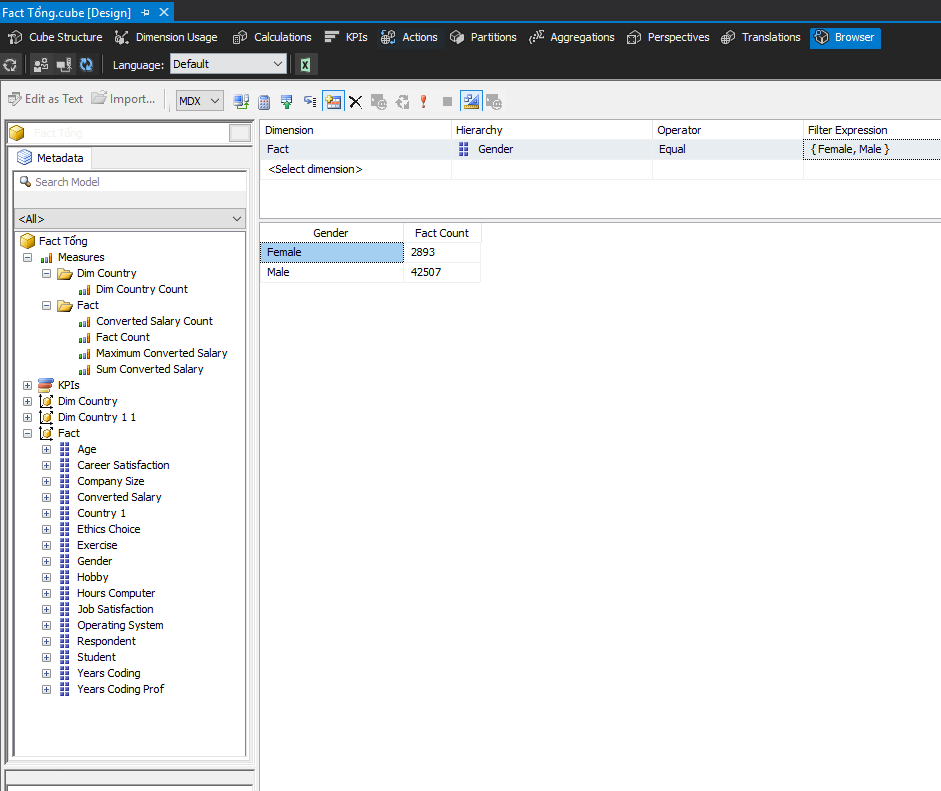 Fact Tổng.cube [Design]
Cube Structure Dimension Usage Calculations KPIs Actions Partitions Aggregations Perspectives Translations Browser
Language: Default
Edit as Text Import... MDX
Fact Tổng
Metadata
Search Model
<All>
Fact Tổng
Measures
Dim Country
Dim Country Count
Fact
Converted Salary Count
Fact Count
Maximum Converted Salary
Sum Converted Salary
KPIs
Dim Country
Dim Country 1 1
Fact
Age
Career Satisfaction
Company Size
Converted Salary
Country 1
Ethics Choice
Exercise
Gender
Hobby
Hours Computer
Job Satisfaction
Operating System
Respondent
Student
Years Coding
Years Coding Prof
Dimension Hierarchy Operator Filter Expression
Fact Gender Equal { Female, Male }
<Select dimension>
Gender Fact Count
Female 2893
Male 42507